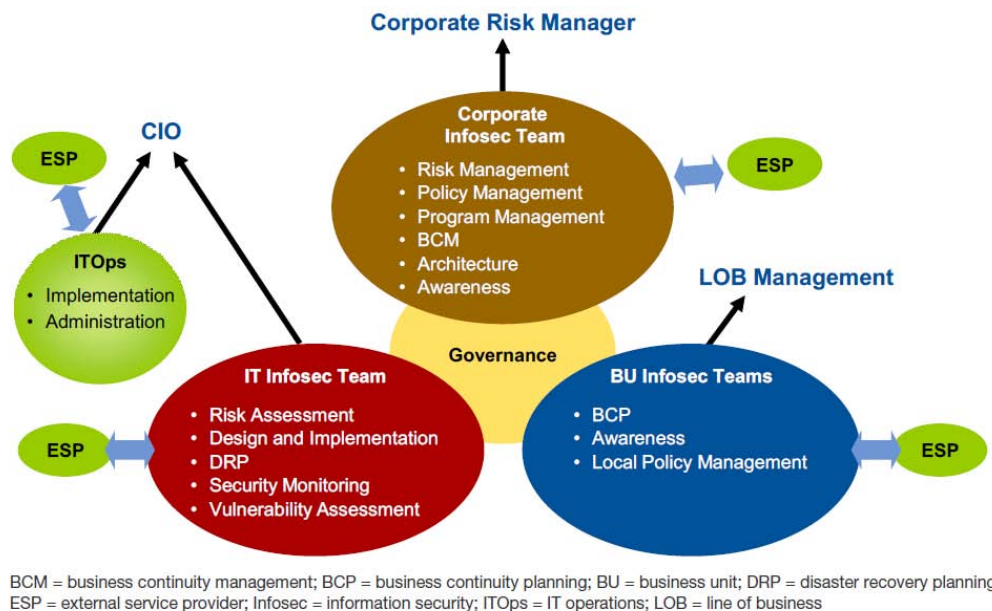 Corporate Risk Manager
Corporate
Infosec Team
• Risk Management
• Policy Management
• Program Management
• BCM
• Architecture
• Awareness
ESP
CIO
ESP
ITOps
• Implementation
• Administration
LOB Management
Governance
IT Infosec Team
• Risk Assessment
• Design and Implementation
• DRP
• Security Monitoring
• Vulnerability Assessment
ESP
BU Infosec Teams
• BCP
• Awareness
• Local Policy Management
ESP
BCM = business continuity management; BCP = business continuity planning; BU = business unit; DRP = disaster recovery planning
ESP = external service provider; Infosec = information security; ITOps = IT operations; LOB = line of business